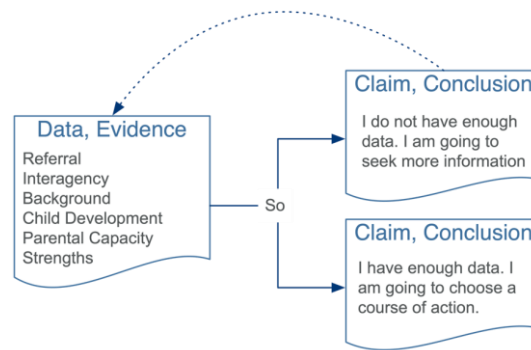 Data, Evidence
Referral
Interagency
Background
Child Development
Parental Capacity
Strengths
So
Claim, Conclusion
I do not have enough
data. I am going to
seek more information
Claim, Conclusion
I have enough data. I
am going to choose a
course of action.